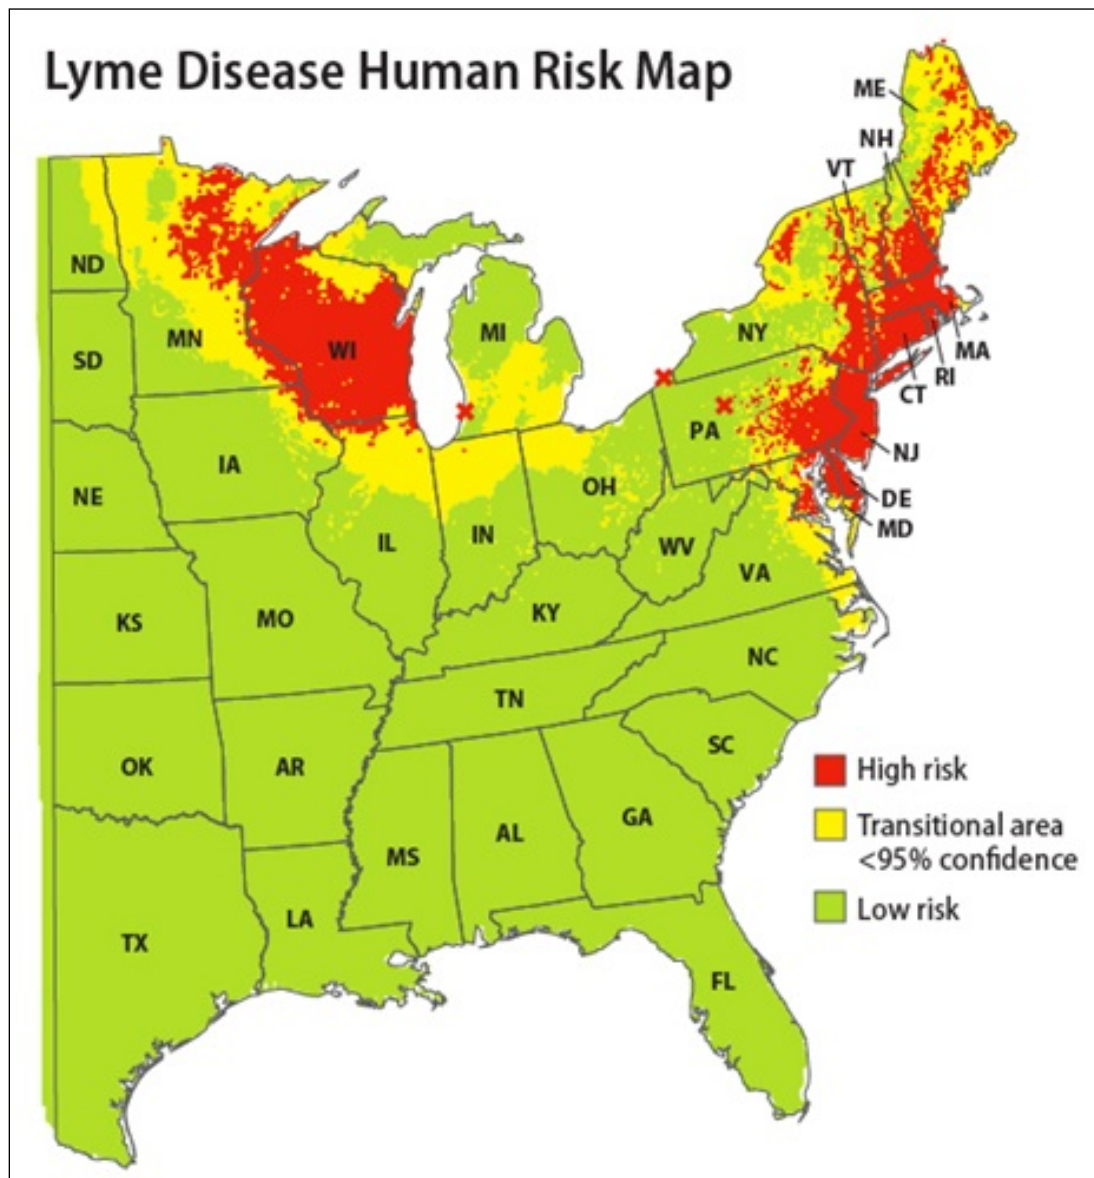 Lyme Disease Human Risk Map
ME
NH
VT
ND
MN
SD
WI
MI
NY
MA
RI
CT
PA
NJ
IA
NE
OH
DE
MD
IL
IN
WV
VA
KS
MO
KY
NC
TN
OK
AR
SC
High risk
Transitional area
<95% confidence
Low risk
MS
AL
GA
LA
TX
FL